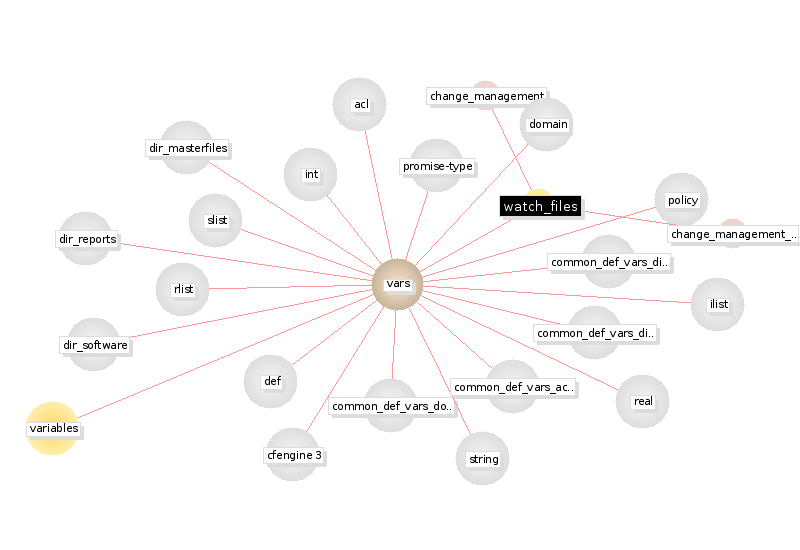 change_management
acl
domain
dir_masterfiles
promise-type
int
policy
watch_files
slist
change_management_..
dir_reports
common_def_vars_di..
vars
rlist
ilist
common_def_vars_di..
dir_software
def
common_def_vars_ac..
real
common_def_vars_do..
variables
cfengine 3
string